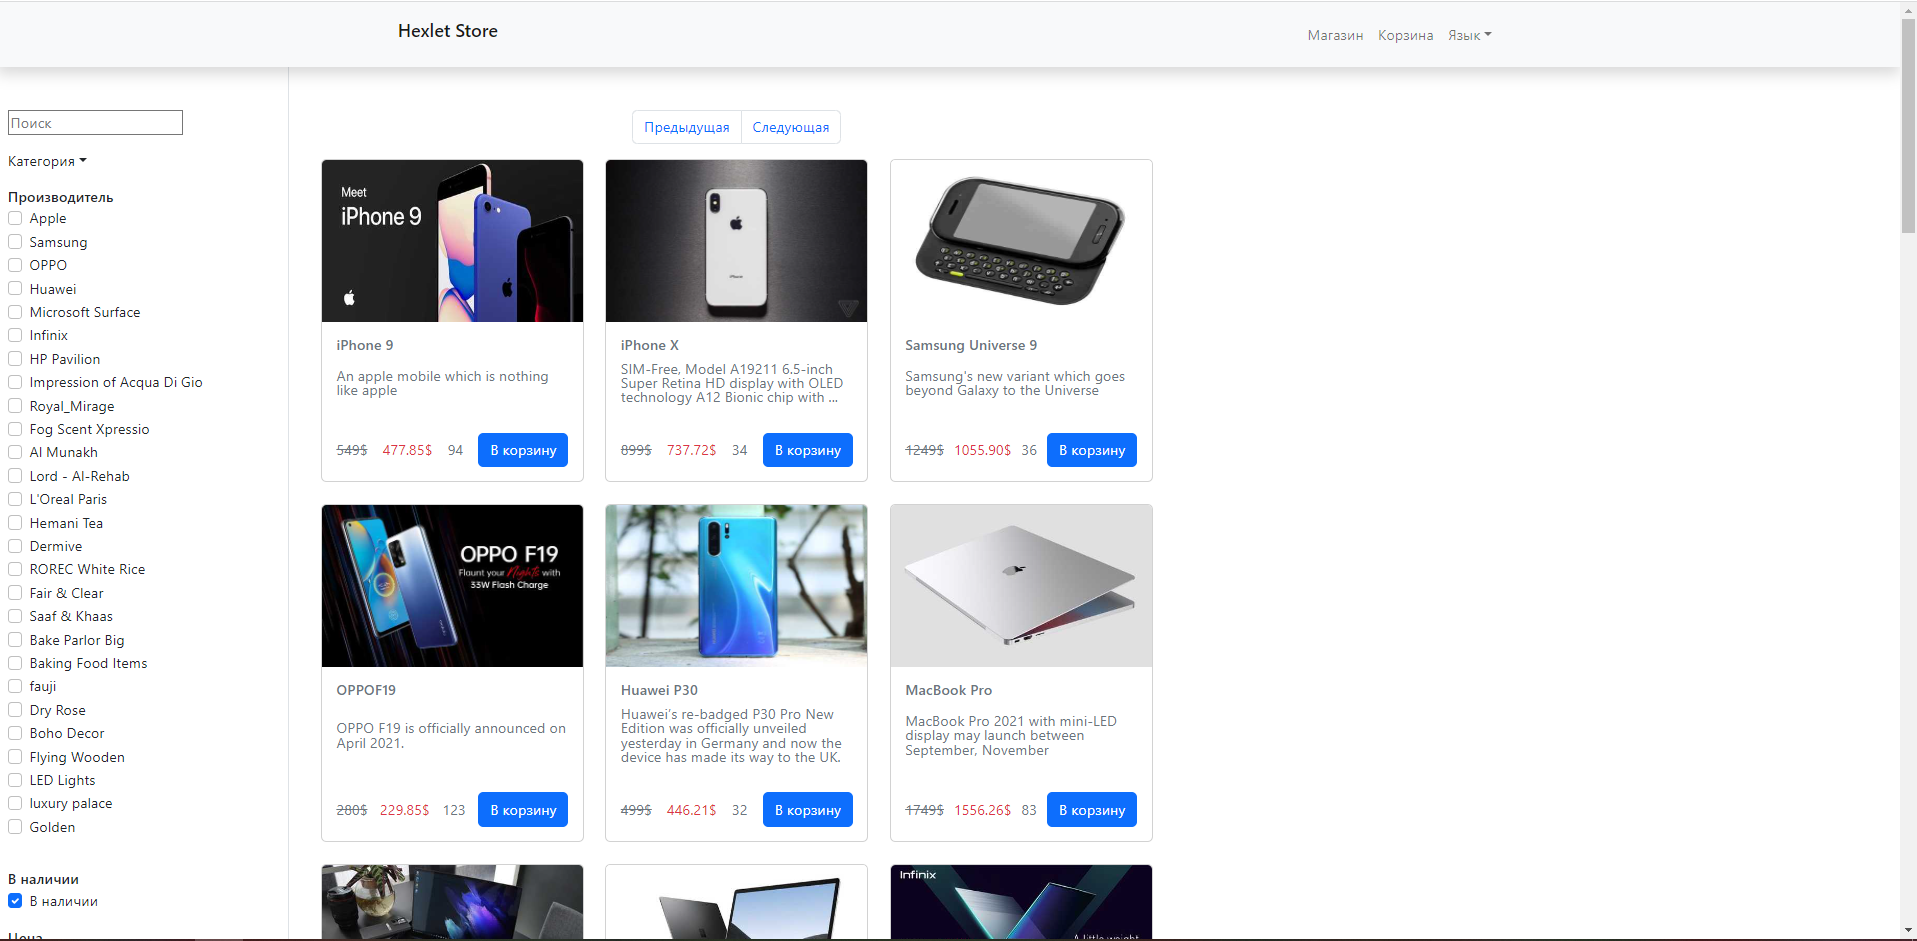 Hexlet Store
Магазин Корзина Язык
Поиск
Категория
Производитель
Apple
Samsung
OPPO
Huawei
Microsoft Surface
Infinix
HP Pavilion
Impression of Acqua Di Gio
Royal_Mirage
Fog Scent Xpressio
Al Munakh
Lord - Al-Rehab
L'Oreal Paris
Hemani Tea
Dermive
ROREC White Rice
Fair & Clear
Saaf & Khaas
Bake Parlor Big
Baking Food Items
fauji
Dry Rose
Boho Decor
Flying Wooden
LED Lights
luxury palace
Golden
В наличии
В наличии
Цена
Предыдущая Следующая
Meet
iPhone 9
iPhone 9
An apple mobile which is nothing
like apple
549$ 477.85$ 94 В корзину
iPhone
iPhone X
SIM-Free, Model A19211 6.5-inch
Super Retina HD display with OLED
technology A12 Bionic chip with ...
899$ 737.72$ 34 В корзину
Samsung Universe 9
Samsung's new variant which goes
beyond Galaxy to the Universe
1249$ 1055.90$ 36 В корзину
OPPO F19
Flaunt your Nights with
33W Flash Charge
OPPOF19
OPPO F19 is officially announced on
April 2021.
280$ 229.85$ 123 В корзину
Huawei P30
Huawei's re-badged P30 Pro New
Edition was officially unveiled
yesterday in Germany and now the
device has made its way to the UK.
499$ 446.21$ 32 В корзину
MacBook Pro
MacBook Pro 2021 with mini-LED
display may launch between
September, November
1749$ 1556.26$ 83 В корзину
Infinix
A little weight